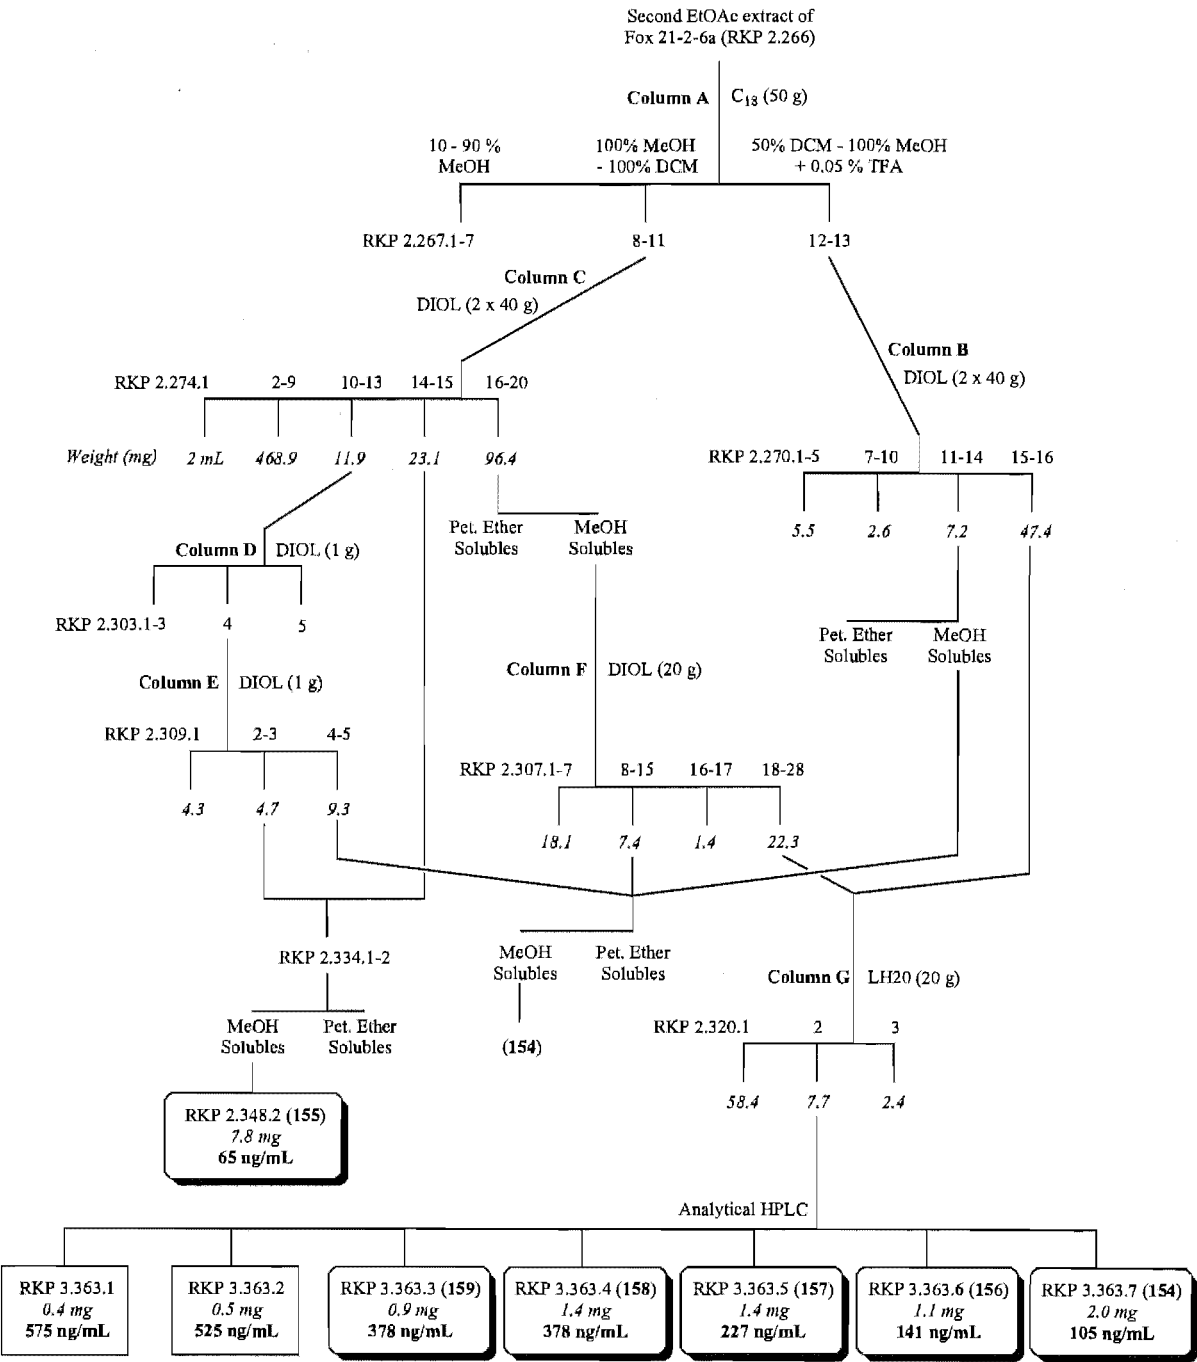 Second EtOAc extract of
Fox 21-2-6a (RKP 2.266)
Column A C18 (50 g)
10 - 90 % 100% MeOH 50% DCM - 100% MeOH
MeOH - 100% DCM + 0.05 % TFA
RKP 2.267.1-7 8-11 12-13
Column C
DIOL (2 x 40 g)
Column B
DIOL (2 x 40 g)
RKP 2.274.1 2-9 10-13 14-15 16-20
Weight (mg) 2 mL 468.9 11.9 23.1 96.4
RKP 2.270.1-5 7-10 11-14 15-16
5.5 2.6 7.2 47.4
Pet. Ether MeOH
Solubles Solubles
Column D DIOL (1 g)
RKP 2.303.1-3 4 5
Pet. Ether MeOH
Solubles Solubles
Column F DIOL (20 g)
Column E DIOL (1 g)
RKP 2.309.1 2-3 4-5
4.3 4.7 9.3
RKP 2.307.1-7 8-15 16-17 18-28
18.1 7.4 1.4 22.3
RKP 2.334.1-2
MeOH Pet. Ether
Solubles Solubles
(154)
Column G LH20 (20 g)
RKP 2.320.1 2 3
58.4 7.7 2.4
MeOH Pet. Ether
Solubles Solubles
RKP 2.348.2 (155)
7.8 mg
65 ng/mL
Analytical HPLC
RKP 3.363.1
0.4 mg
575 ng/mL
RKP 3.363.2
0.5 mg
525 ng/mL
RKP 3.363.3 (159)
0.9 mg
378 ng/mL
RKP 3.363.4 (158)
1.4 mg
378 ng/mL
RKP 3.363.5 (157)
1.4 mg
227 ng/mL
RKP 3.363.6 (156)
1.1 mg
141 ng/mL
RKP 3.363.7 (154)
2.0 mg
105 ng/mL